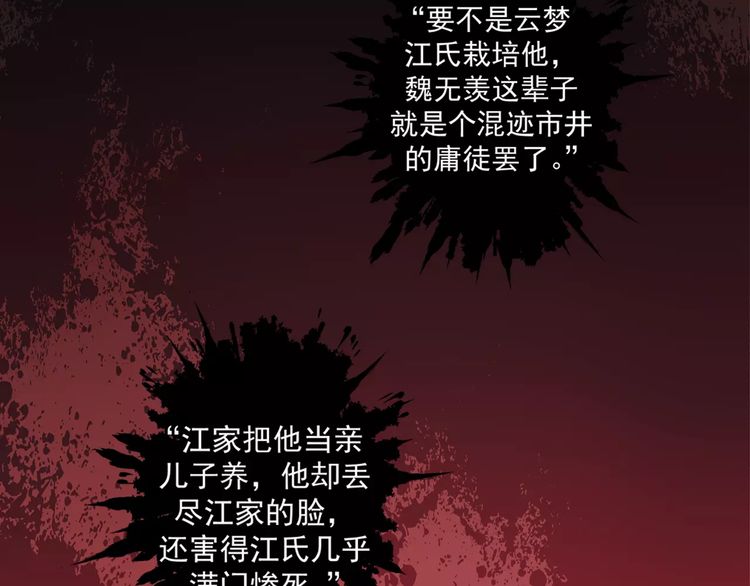 “要不是云梦
江氏栽培他，
魏无羡这辈子
就是个混迹市井
的庸徒罢了。”
“江家把他当亲
儿子养，他却丢
尽江家的脸，
还害得江氏几乎
满门惨死。”